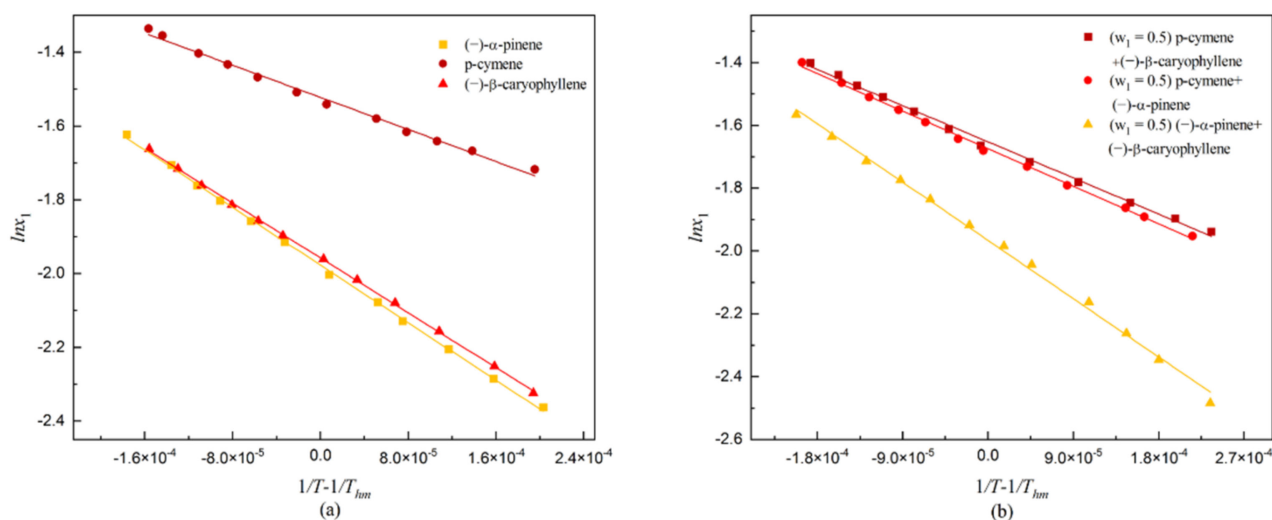 -1.4
-1.6
-1.8
-2.0
-2.2
-2.4
lnx₁
(−)-α-pinene
p-cymene
(−)-β-caryophyllene
-1.6×10⁻⁴
-8.0×10⁻⁵
0.0
8.0×10⁻⁵
1.6×10⁻⁴
2.4×10⁻⁴
1/T-1/Tₕₘ
(a)
-1.4
-1.6
-1.8
-2.0
-2.2
-2.4
-2.6
lnx₁
(w₁ = 0.5) p-cymene
+(−)-β-caryophyllene
(w₁ = 0.5) p-cymene+
(−)-α-pinene
(w₁ = 0.5) (−)-α-pinene+
(−)-β-caryophyllene
-1.8×10⁻⁴
-9.0×10⁻⁵
0.0
9.0×10⁻⁵
1.8×10⁻⁴
2.7×10⁻⁴
1/T-1/Tₕₘ
(b)